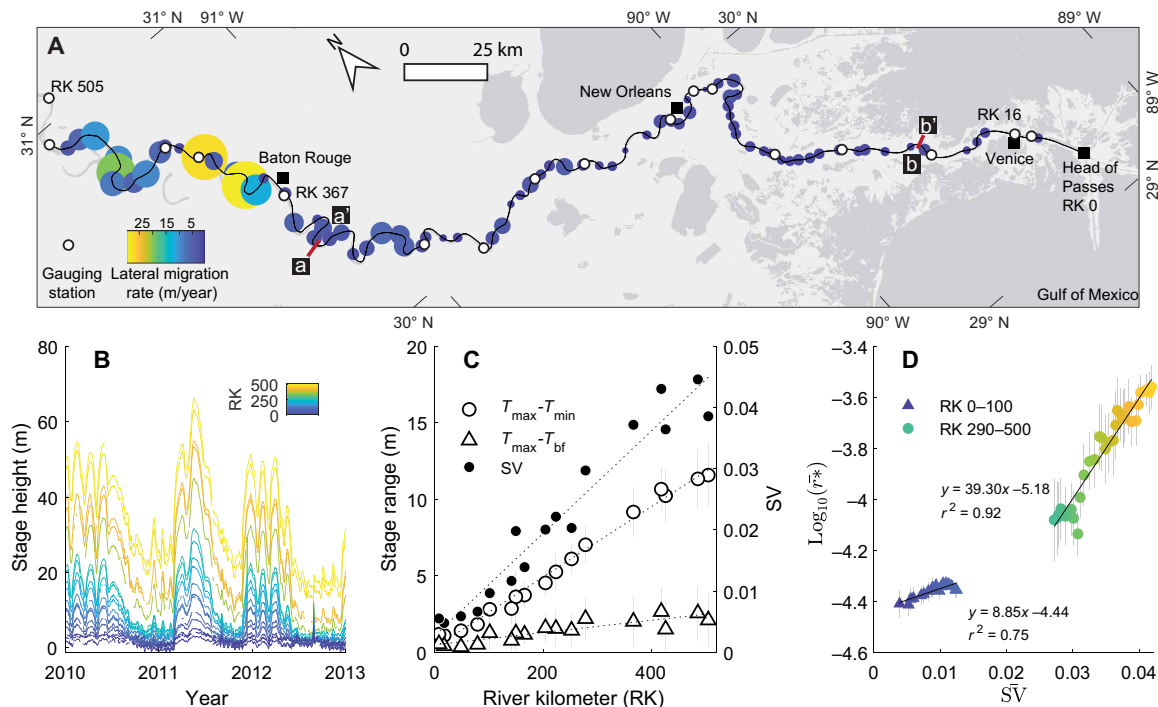 31° N 91° W 90° W 30° N 89° W
A
0 25 km
RK 505
New Orleans
89° W
31° N
b'
RK 16
Baton Rouge
b
Venice
RK 367
Head of
Passes
RK 0
29° N
a'
25 15 5
a
Gauging
station
Lateral migration
rate (m/year)
Gulf of Mexico
30° N
90° W 29° N
B
80
60
40
20
0
Stage height (m)
RK
500
250
0
2010 2011 2012 2013
Year
C
20
15
10
5
0
Stage range (m)
Tmax-Tmin
Tmax-Tbf
SV
0.05
0.04
0.03
0.02
0.01
0
SV
0 200 400
River kilometer (RK)
D
-3.4
-3.6
-3.8
-4
-4.2
-4.4
-4.6
Log10(r̄*)
RK 0–100
RK 290–500
y = 39.30x –5.18
r² = 0.92
y = 8.85x –4.44
r² = 0.75
0 0.01 0.02 0.03 0.04
SV̄